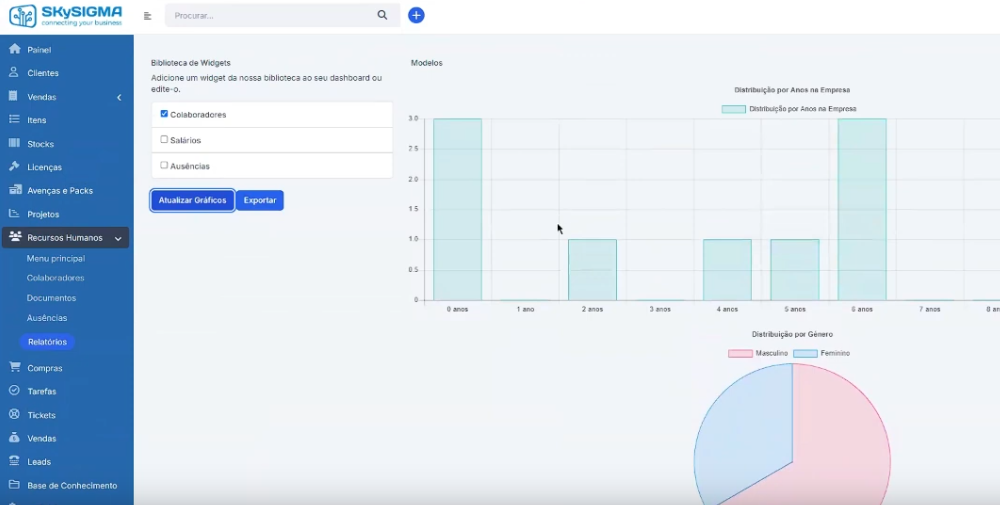 SKySIGMA
connecting your business
Procurar...
Painel
Clientes
Vendas
Itens
Stocks
Licenças
Avenças e Packs
Projetos
Recursos Humanos
Menu principal
Colaboradores
Documentos
Ausências
Relatórios
Compras
Tarefas
Tickets
Vendas
Leads
Base de Conhecimento
Biblioteca de Widgets
Adicione um widget da nossa biblioteca ao seu dashboard ou
edite-o.
Colaboradores
Salários
Ausências
Atualizar Gráficos
Exportar
Modelos
Distribuição por Anos na Empresa
Distribuição por Anos na Empresa
3.0
2.5
2.0
1.5
1.0
0.5
0
0 anos
1 ano
2 anos
3 anos
4 anos
5 anos
6 anos
7 anos
8 an
Distribuição por Género
Masculino
Feminino